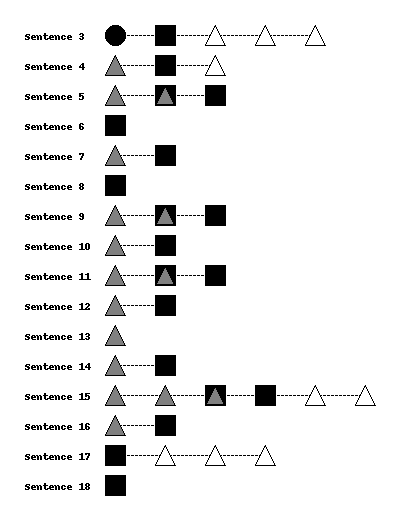 Sentence 3
Sentence 4
Sentence 5
Sentence 6
Sentence 7
Sentence 8
Sentence 9
Sentence 10
Sentence 11
Sentence 12
Sentence 13
Sentence 14
Sentence 15
Sentence 16
Sentence 17
Sentence 18